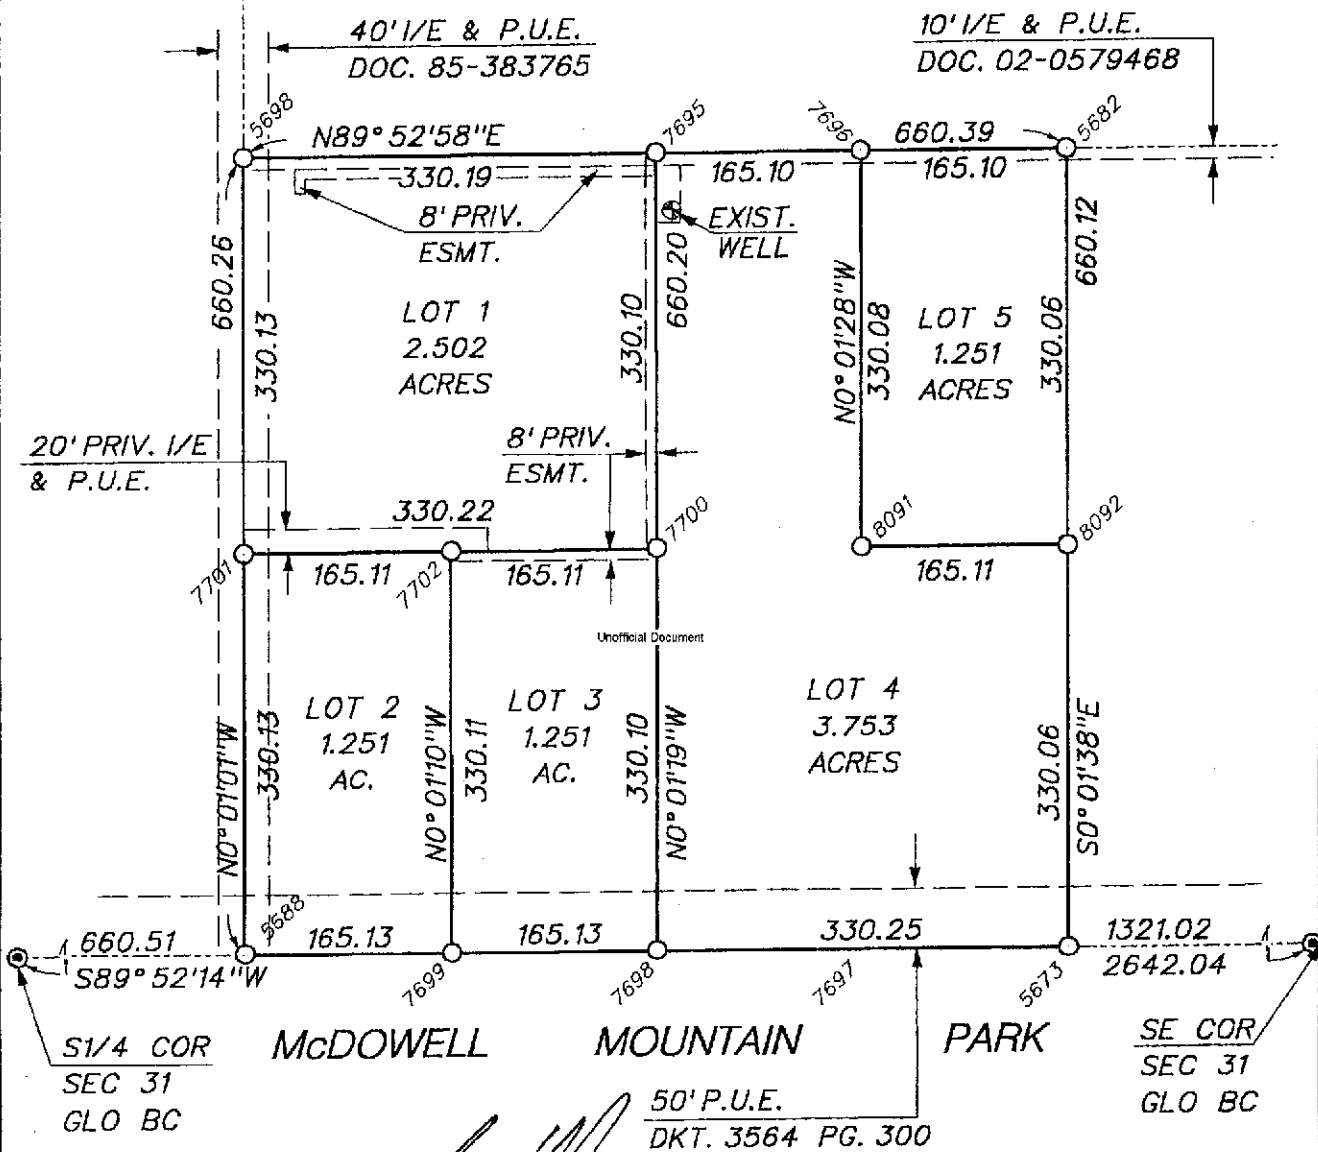 40' I/E & P.U.E.
DOC. 85-383765
10' I/E & P.U.E.
DOC. 02-0579468
5698
N89° 52'58"E
7695
7696
660.39
5682
330.19
165.10
165.10
8' PRIV.
ESMT.
EXIST.
WELL
660.26
330.13
LOT 1
2.502
ACRES
330.10
660.20
N0° 01'28"W
330.08
LOT 5
1.251
ACRES
330.06
660.12
20' PRIV. I/E
& P.U.E.
8' PRIV.
ESMT.
330.22
7700
8091
8092
7701
165.11
7702
165.11
165.11
Unofficial Document
N0° 01'01"W
330.13
LOT 2
1.251
AC.
N0° 01'10"W
330.11
LOT 3
1.251
AC.
330.10
N0° 01'19"W
LOT 4
3.753
ACRES
330.06
S0° 01'38"E
5588
660.51
S89° 52'14"W
165.13
165.13
330.25
1321.02
2642.04
7699
7698
7697
5673
S1/4 COR
SEC 31
GLO BC
McDOWELL MOUNTAIN PARK
SE COR
SEC 31
GLO BC
50' P.U.E.
DKT. 3564 PG. 300